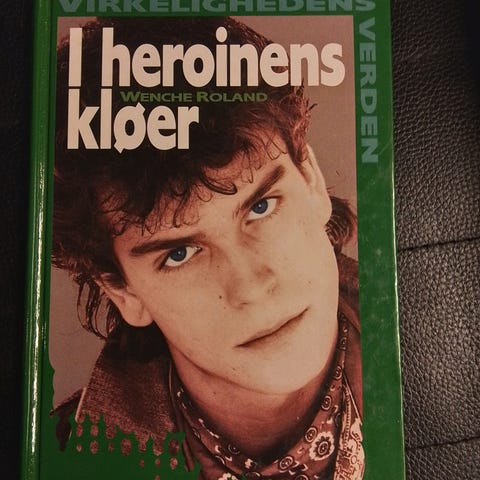 VIRKELIGHEDENS
VERDEN
I heroinens
WENCHE ROLAND
kløer